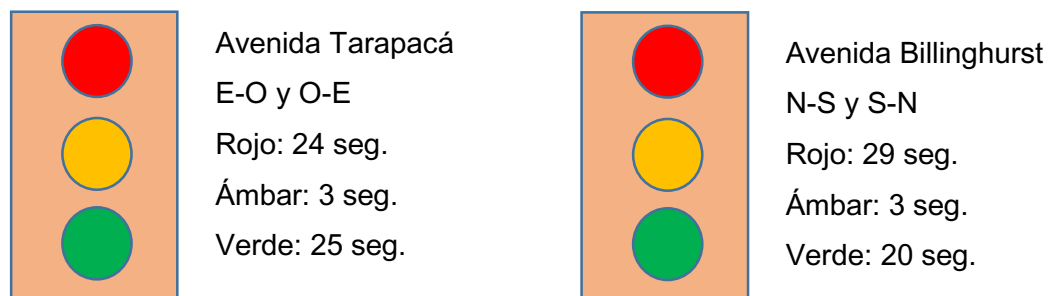 Avenida Tarapacá
E-O y O-E
Rojo: 24 seg.
Ámbar: 3 seg.
Verde: 25 seg.
Avenida Billinghurst
N-S y S-N
Rojo: 29 seg.
Ámbar: 3 seg.
Verde: 20 seg.